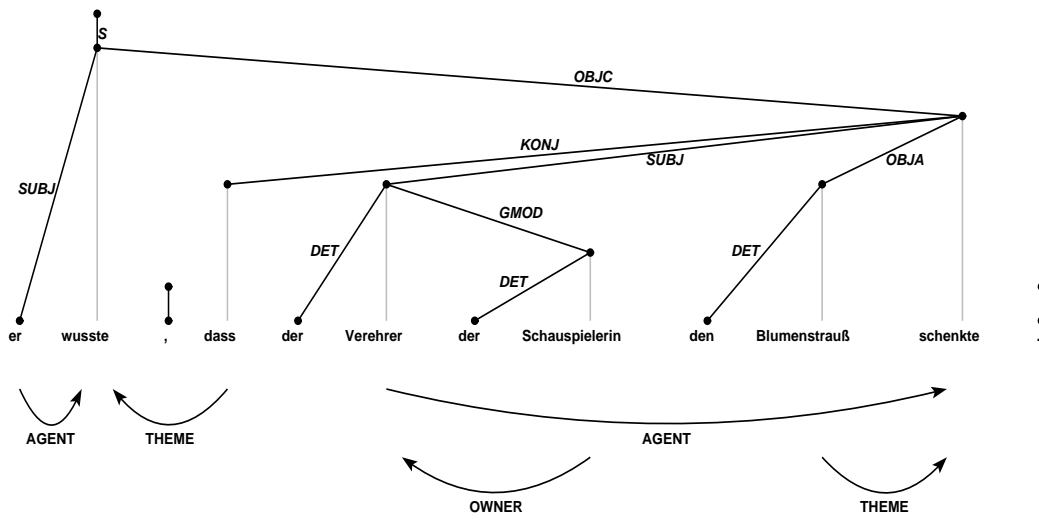 S
OBJC
KONJ
SUBJ
OBJA
SUBJ
GMOD
DET
DET
DET
er wusste , dass der Verehrer der Schauspielerin den Blumenstrauß schenkte .
AGENT THEME AGENT
OWNER THEME